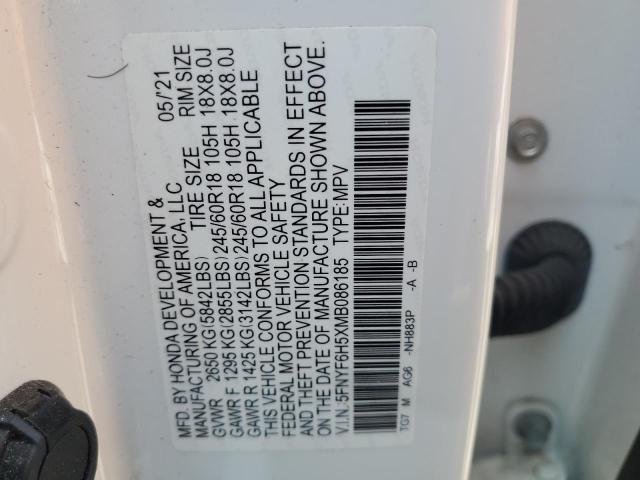 MFD. BY HONDA DEVELOPMENT & 05/'21
MANUFACTURING OF AMERICA, LLC
TIRE SIZE RIM SIZE
GVWR 2650 KG(5842LBS)
GAWR F 1295 KG(2855LBS) 245/60R18 105H 18X8.0J
GAWR R 1425 KG(3142LBS) 245/60R18 105H 18X8.0J
THIS VEHICLE CONFORMS TO ALL APPLICABLE
FEDERAL MOTOR VEHICLE SAFETY
AND THEFT PREVENTION STANDARDS IN EFFECT
ON THE DATE OF MANUFACTURE SHOWN ABOVE.
V.I.N. 5FNYF6H5XMB086185 TYPE: MPV
TG7 M AG6 -NH883P -A -B